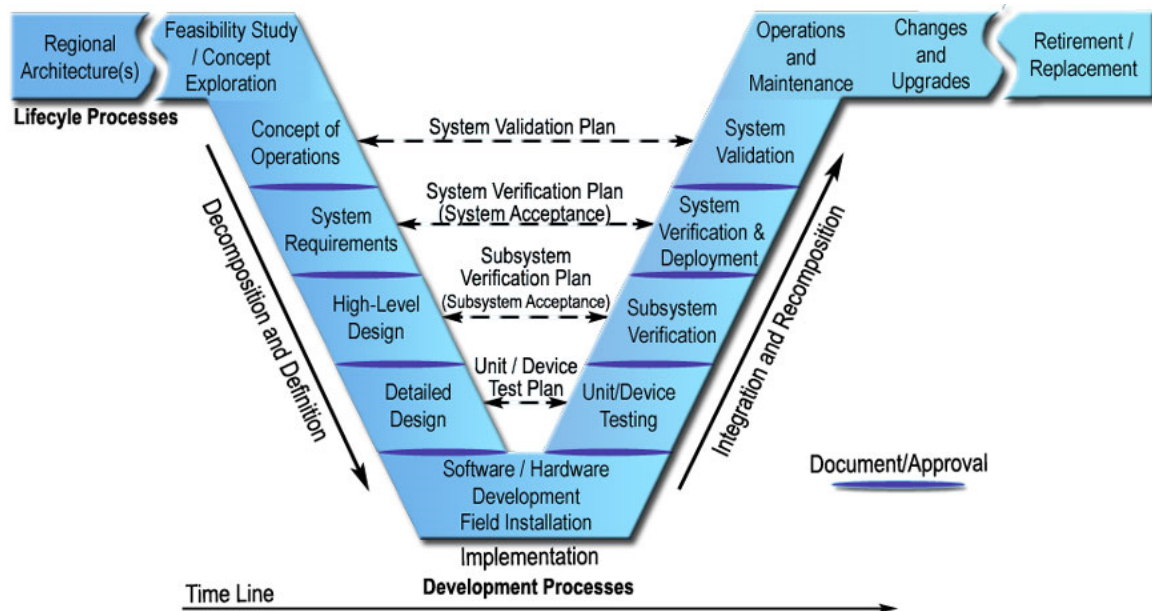 Regional
Architecture(s)
Feasibility Study
/ Concept
Exploration
Operations
and
Maintenance
Changes
and
Upgrades
Retirement /
Replacement
Lifecyle Processes
Concept of
Operations
System Validation Plan
System
Validation
System
Requirements
System Verification Plan
(System Acceptance)
System
Verification &
Deployment
High-Level
Design
Subsystem
Verification Plan
(Subsystem Acceptance)
Subsystem
Verification
Detailed
Design
Unit / Device
Test Plan
Unit/Device
Testing
Decomposition and Definition
Integration and Recomposition
Software / Hardware
Development
Field Installation
Document/Approval
Implementation
Development Processes
Time Line